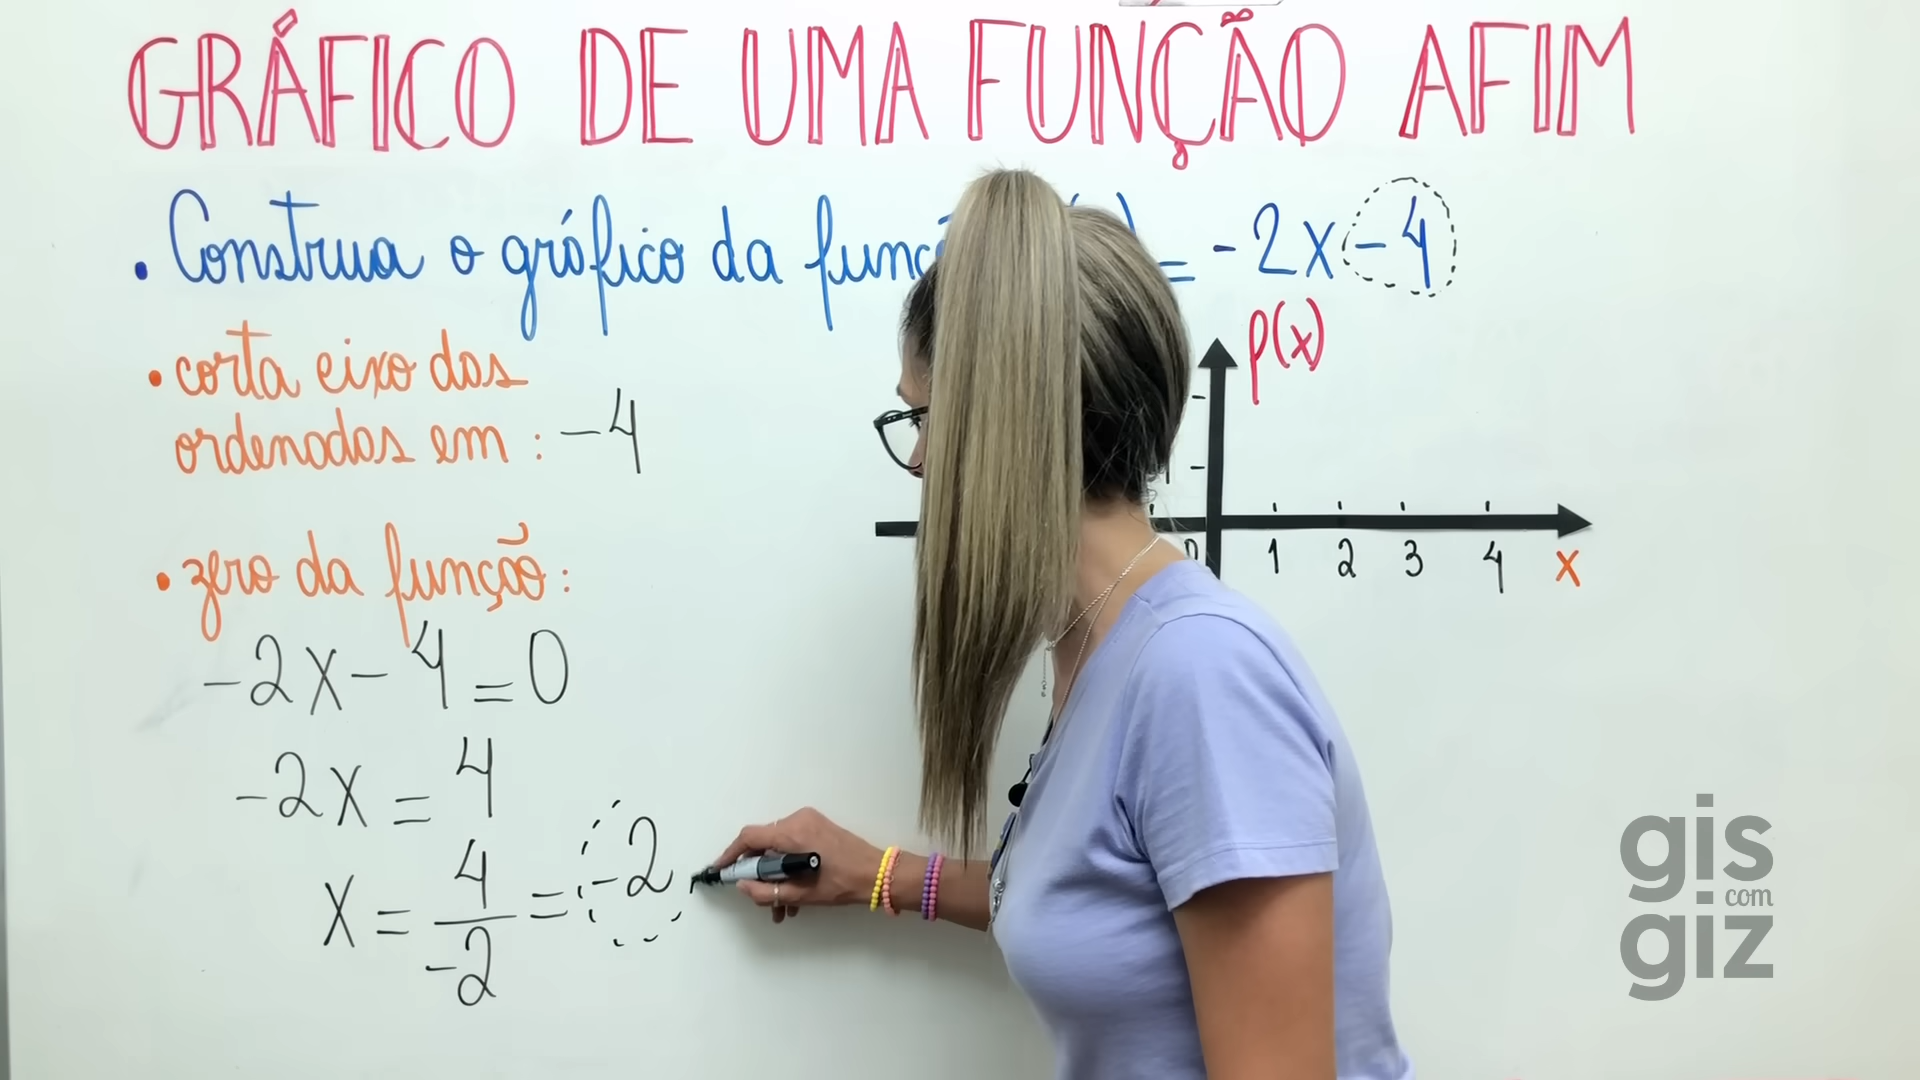 GRÁFICO DE UMA FUNÇÃO AFIM
. Construa o gráfico da = -2x - 4
p(x)
• corta eixo das
ordenadas em : -4
1 2 3 4 x
• zero da função:
-2x - 4 = 0
-2x = 4
x = 4/-2 = -2
gis
com
giz